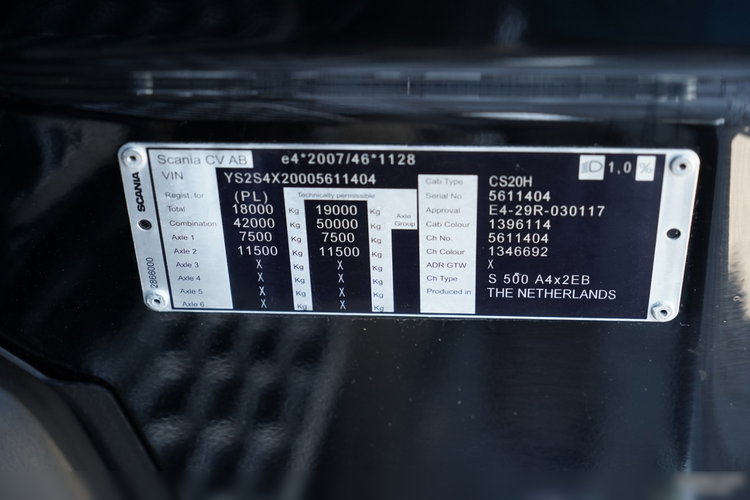 Scania CV AB e4*2007/46*1128 1,0 %
VIN YS2S4X20005611404
SCANIA
2868000
Regist. for (PL) Technically permissible
Total 18000 Kg 19000 Kg Axle Group
Combination 42000 Kg 50000 Kg
Axle 1 7500 Kg 7500 Kg
Axle 2 11500 Kg 11500 Kg
Axle 3 X Kg X Kg
Axle 4 X Kg X Kg
Axle 5 X Kg X Kg
Axle 6 X Kg X Kg
Cab Type CS20H
Serial No 5611404
Approval E4-29R-030117
Cab Colour 1396114
Ch No. 5611404
Ch Colour 1346692
ADR GTW X
Ch Type S 500 A4x2EB
Produced in THE NETHERLANDS